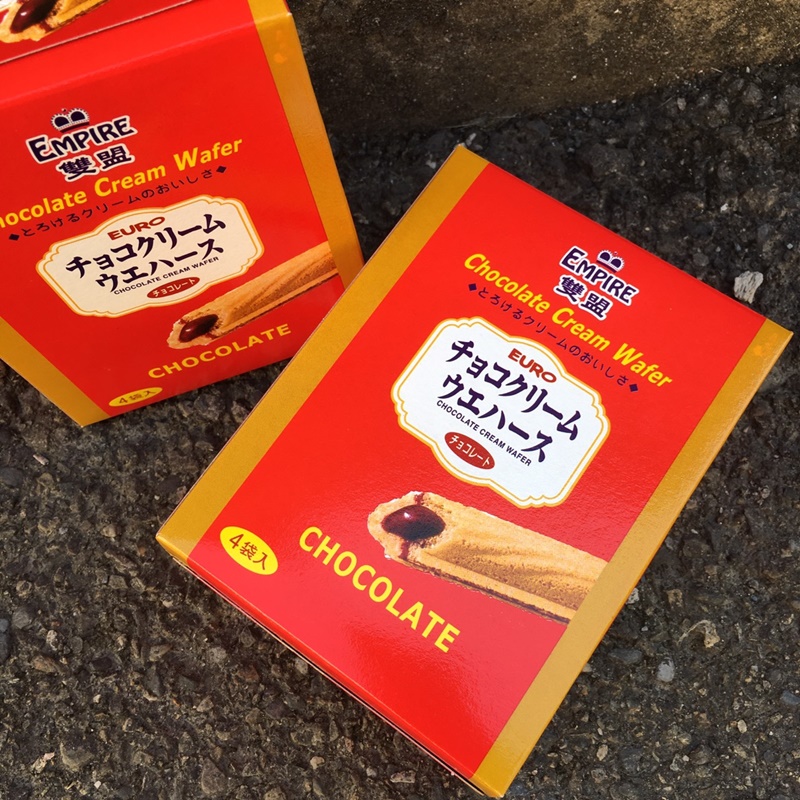 EMPIRE
雙盟
Chocolate Cream Wafer
◆とろけるクリームのおいしさ◆
EURO
チョコクリーム
ウエハース
CHOCOLATE CREAM WAFER
チョコレート
CHOCOLATE
4袋入
EMPIRE
雙盟
Chocolate Cream Wafer
◆とろけるクリームのおいしさ◆
EURO
チョコクリーム
ウエハース
CHOCOLATE CREAM WAFER
チョコレート
4袋入
CHOCOLATE